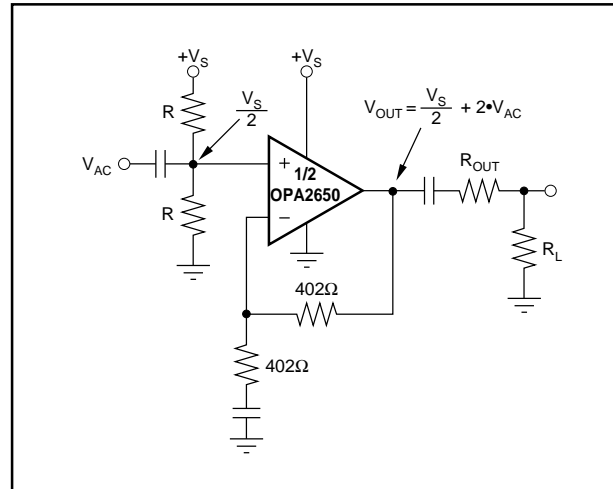 +V_S
+V_S
R
V_S/2
V_OUT = V_S/2 + 2•V_AC
V_AC
+
1/2
OPA2650
–
R_OUT
R
R_L
402Ω
402Ω